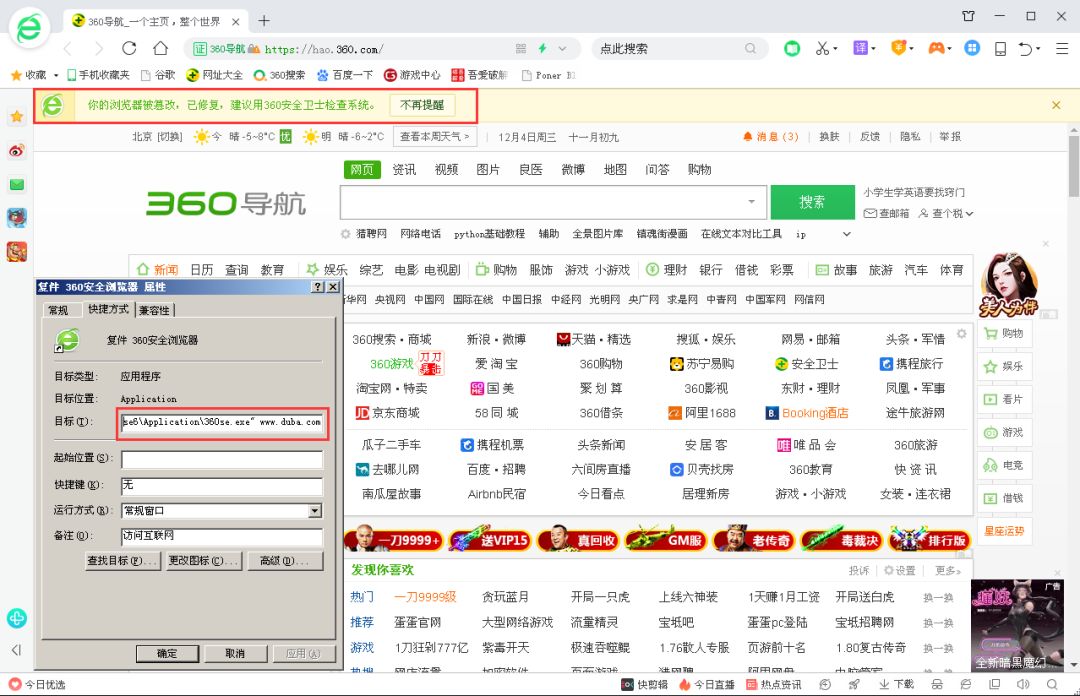 360导航_一个主页，整个世界
证 360导航 https://hao.360.com/
点此搜索
译
收藏 手机收藏夹 谷歌 网址大全 360搜索 百度一下 游戏中心 吾爱破解 Poner
你的浏览器被篡改，已修复，建议用360安全卫士检查系统。 不再提醒
北京 [切换] 今 晴 -5~8°C 优 明 晴 -6~2°C 查看本周天气 > 12月4日周三 十一月初九 消息（3） 换肤 反馈 隐私 举报
网页 资讯 视频 图片 良医 微博 地图 问答 购物
360导航
搜索
小学生学英语要找窍门
查邮箱 查个税
猎聘网 网络电话 python基础教程 辅助 全景图片库 镇魂街漫画 在线文本对比工具 ip
新闻 日历 查询 教育 娱乐 综艺 电影 电视剧 购物 服饰 游戏 小游戏 理财 银行 借钱 彩票 故事 旅游 汽车 体育
华网 央视网 中国网 国际在线 中国日报 中经网 光明网 央广网 求是网 中青网 中国军网 网信网
360搜索·商城 新浪·微博 天猫·精选 搜狐·娱乐 网易·邮箱 头条·军情
360游戏 爱淘宝 360购物 苏宁易购 安全卫士 携程旅行
淘宝网·特卖 国美 聚划算 360影视 东财·理财 凤凰·军事
京东商城 58同城 360借条 阿里1688 Booking酒店 途牛旅游网
瓜子二手车 携程机票 头条新闻 安居客 唯品会 360旅游
去哪儿网 百度·招聘 六间房直播 贝壳找房 360教育 快资讯
南瓜屋故事 Airbnb民宿 今日看点 居理新房 游戏·小游戏 女装·连衣裙
一刀9999+ 送VIP15 真回收 GM服 老传奇 毒裁决 排行版
发现你喜欢 投诉 设置 更多»
热门 一刀9999级 贪玩蓝月 开局一只虎 上线六神装 1天赚1月工资 开局送白虎 换一换
推荐 蛋蛋官网 大型网络游戏 流量精灵 宝坻吧 蛋蛋pc登陆 宝坻招聘网 换一换
游戏 1刀狂刹777亿 紫毒开天 极速吞噬鲲 1.76散人专服 页游前十名 1.80复古传奇 换一换
美人为伴
购物
娱乐
看片
游戏
电竞
借钱
星座运势
广告
全新暗黑魔幻...
复件 360安全浏览器 属性
常规 快捷方式 兼容性
复件 360安全浏览器
目标类型： 应用程序
目标位置： Application
目标(T)： se6\Application\360se.exe" www.duba.com
起始位置(S)：
快捷键(K)： 无
运行方式(R)： 常规窗口
备注(O)： 访问互联网
查找目标(F)... 更改图标(C)... 高级(D)...
确定 取消 应用(A)
今日优选 快剪辑 今日直播 热点资讯 下载